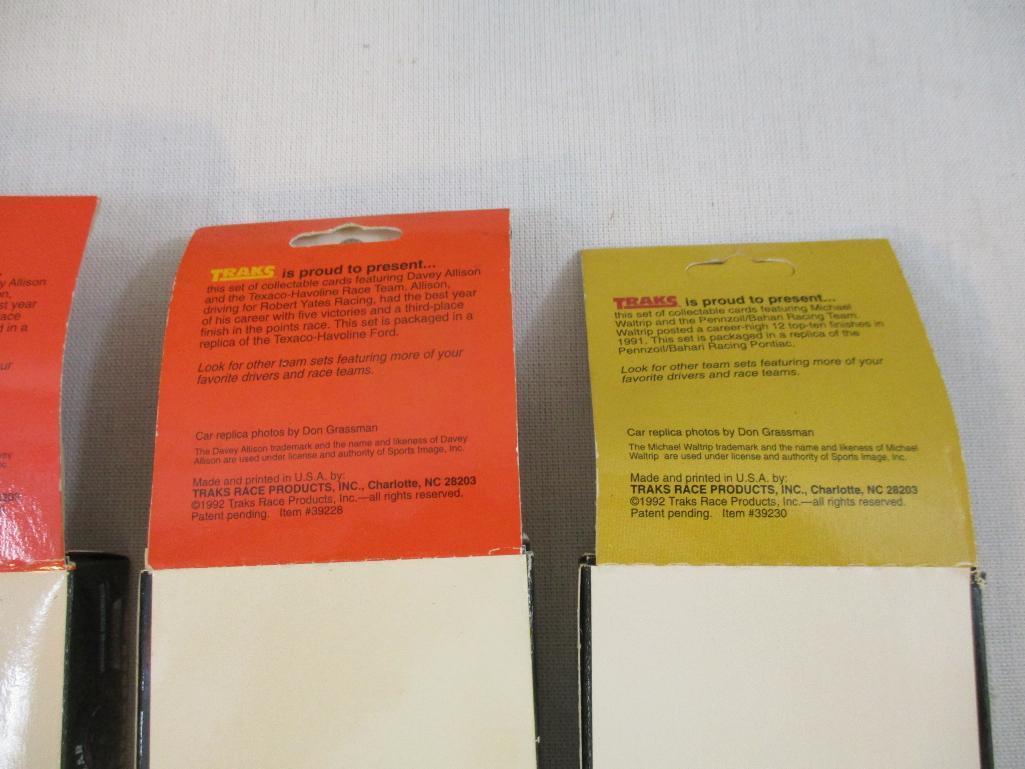 y Allison
st year
ace
d in a
ur
TRAKS is proud to present...
this set of collectable cards featuring Davey Allison
and the Texaco-Havoline Race Team. Allison,
driving for Robert Yates Racing, had the best year
of his career with five victories and a third-place
finish in the points race. This set is packaged in a
replica of the Texaco-Havoline Ford.
Look for other team sets featuring more of your
favorite drivers and race teams.
Car replica photos by Don Grassman
The Davey Allison trademark and the name and likeness of Davey
Allison are used under license and authority of Sports Image, Inc.
Made and printed in U.S.A. by:
TRAKS RACE PRODUCTS, INC., Charlotte, NC 28203
©1992 Traks Race Products, Inc.—all rights reserved.
Patent pending. Item #39228
TRAKS is proud to present...
this set of collectable cards featuring Michael
Waltrip and the Pennzoil/Bahari Racing Team.
Waltrip posted a career-high 12 top-ten finishes in
1991. This set is packaged in a replica of the
Pennzoil/Bahari Racing Pontiac.
Look for other team sets featuring more of your
favorite drivers and race teams.
Car replica photos by Don Grassman
The Michael Waltrip trademark and the name and likeness of Michael
Waltrip are used under license and authority of Sports Image, Inc.
Made and printed in U.S.A. by:
TRAKS RACE PRODUCTS, INC., Charlotte, NC 28203
©1992 Traks Race Products, Inc.—all rights reserved.
Patent pending. Item #39230